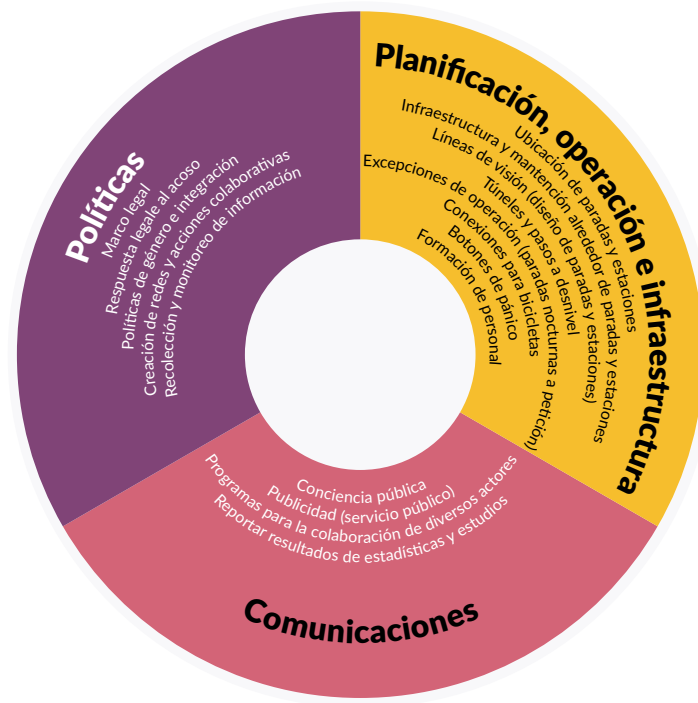 Políticas
Marco legal
Respuesta legale al acoso
Políticas de género e integración
Creación de redes y acciones colaborativas
Recolección y monitoreo de información
Planificación, operación e infraestructura
Ubicación de paradas y estaciones
Infraestructura y mantención alrededor de paradas y estaciones
Líneas de visión (diseño de paradas y estaciones)
Túneles y pasos a desnivel
Excepciones de operación (paradas nocturnas a petición)
Conexiones para bicicletas
Botones de pánico
Formación de personal
Conciencia pública
Publicidad (servicio público)
Programas para la colaboración de diversos actores
Reportar resultados de estadísticas y estudios
Comunicaciones